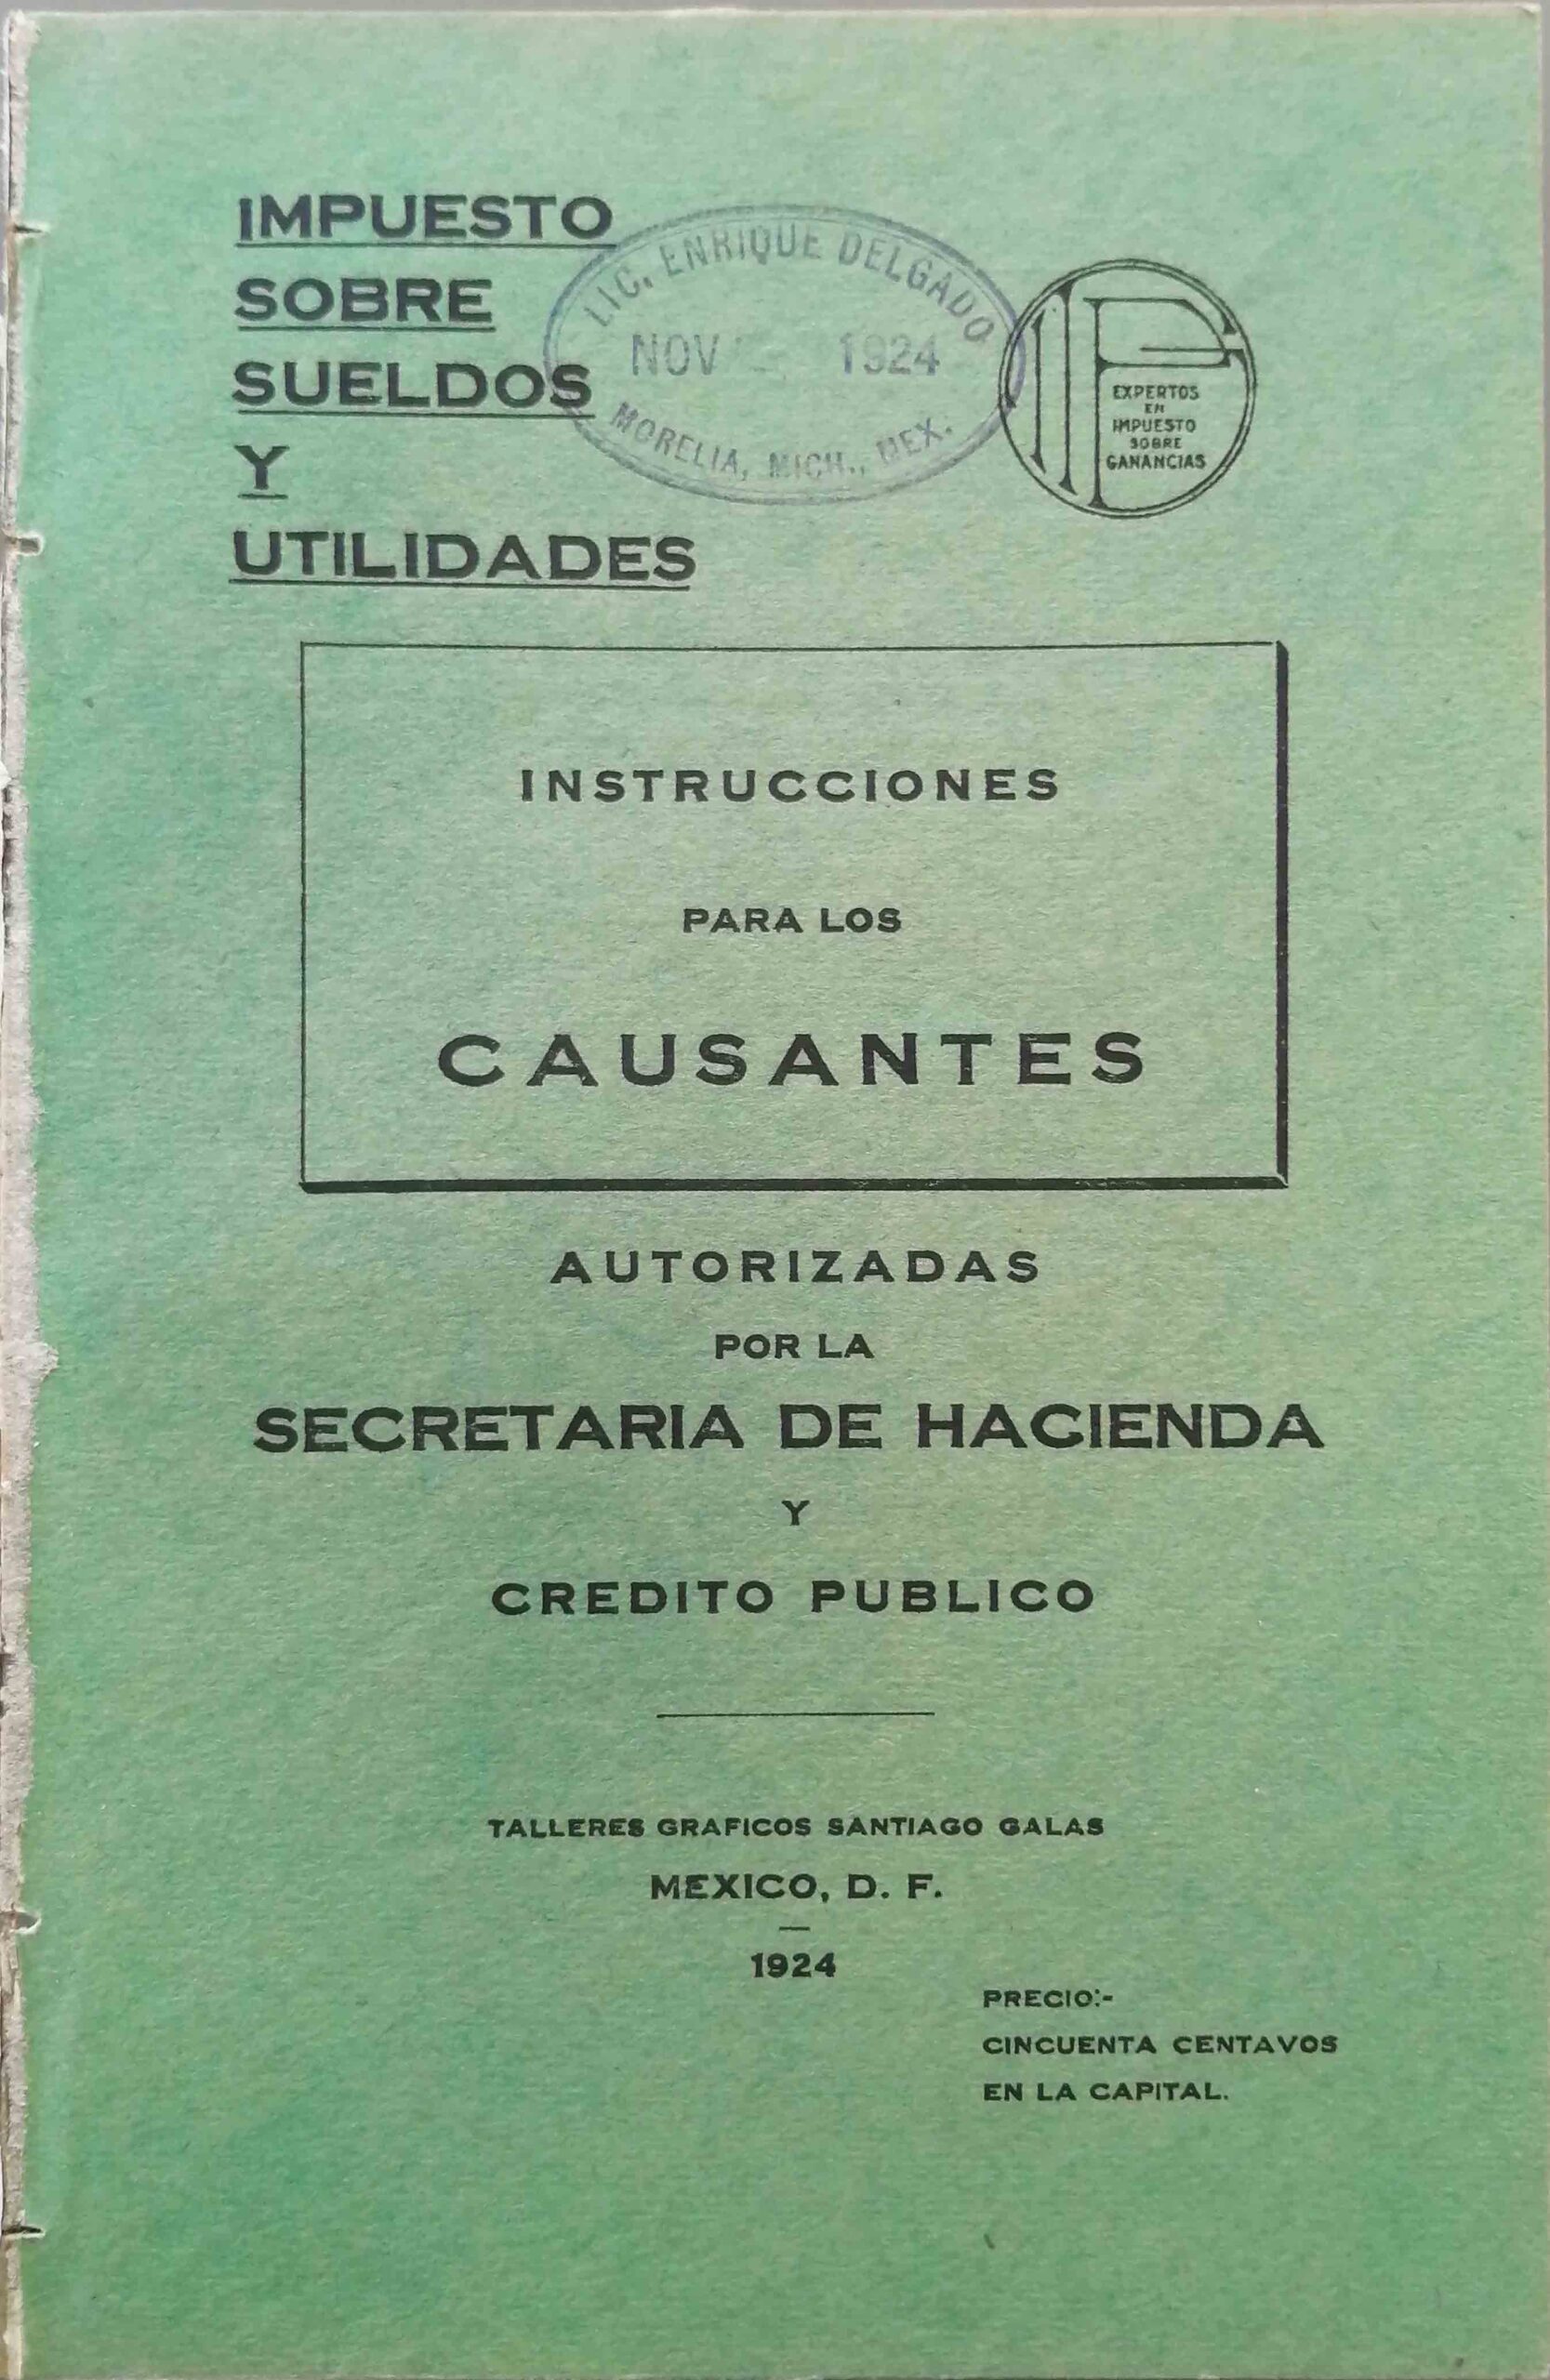 IMPUESTO
SOBRE
SUELDOS
Y
UTILIDADES
LIC. ENRIQUE DELGADO
NOV 1924
MORELIA, MICH., MEX.
EXPERTOS
EN
IMPUESTO
SOBRE
GANANCIAS
INSTRUCCIONES
PARA LOS
CAUSANTES
AUTORIZADAS
POR LA
SECRETARIA DE HACIENDA
Y
CREDITO PUBLICO
TALLERES GRAFICOS SANTIAGO GALAS
MEXICO, D. F.
1924
PRECIO:-
CINCUENTA CENTAVOS
EN LA CAPITAL.